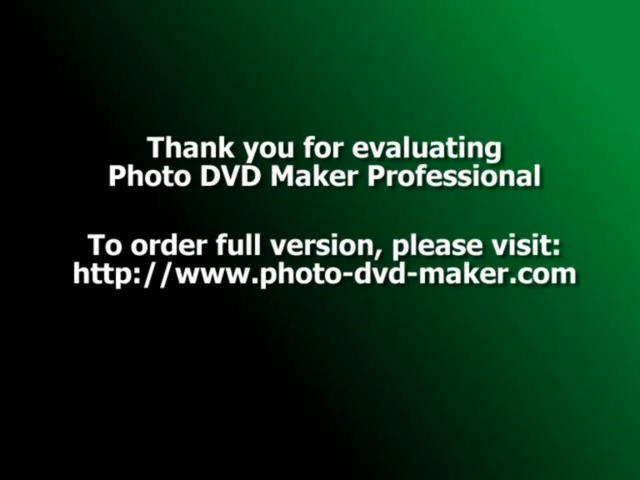 Thank you for evaluating
Photo DVD Maker Professional
To order full version, please visit:
http://www.photo-dvd-maker.com